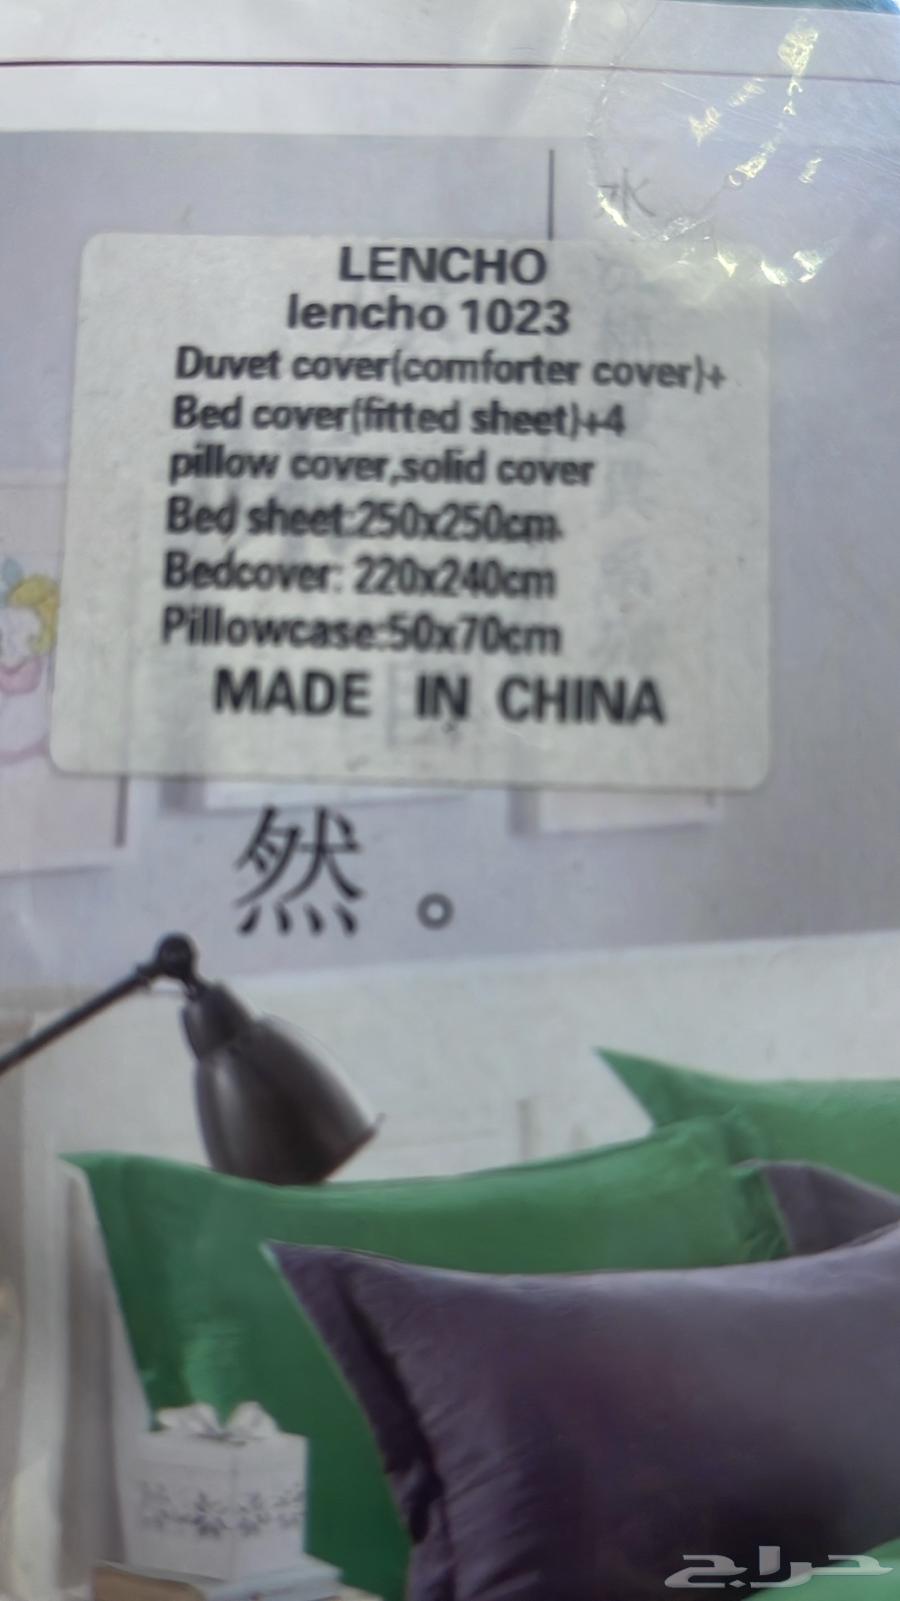 水
LENCHO
lencho 1023
Duvet cover(comforter cover)+
Bed cover(fitted sheet)+4
pillow cover,solid cover
Bed sheet:250x250cm.
Bedcover: 220x240cm
Pillowcase:50x70cm
MADE IN CHINA
然。
حراج